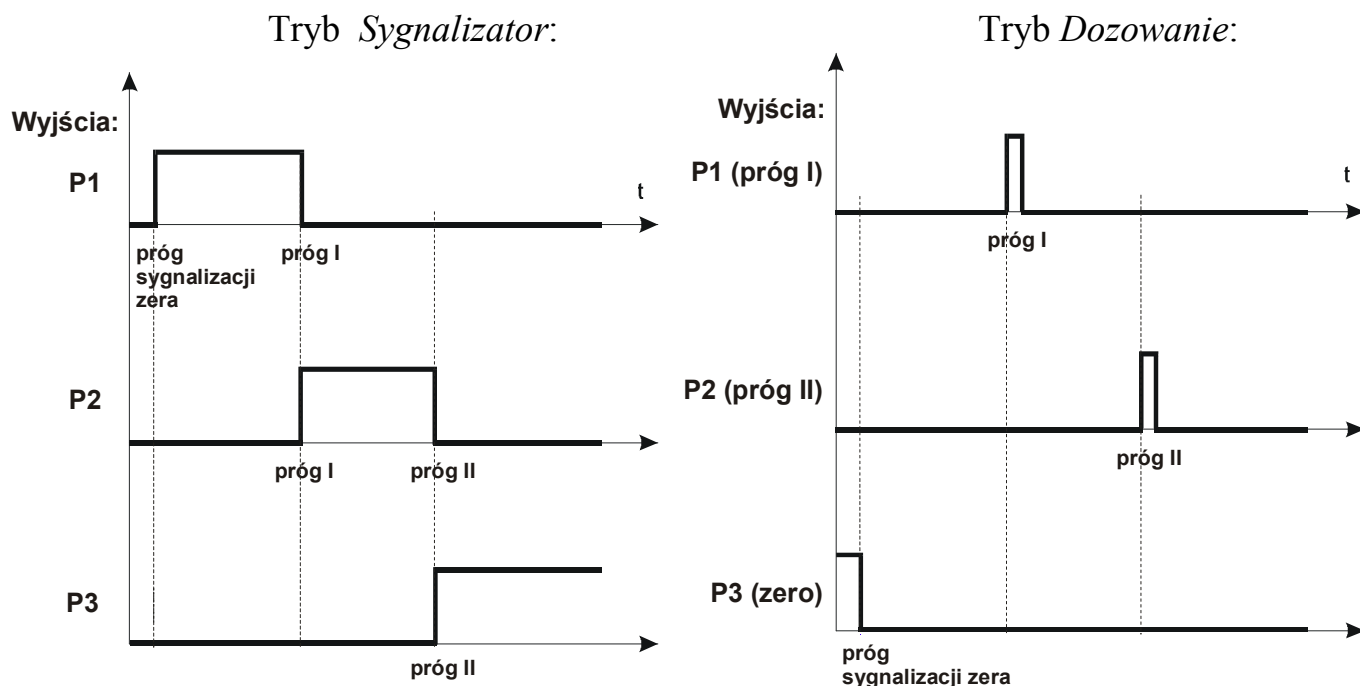 Tryb Sygnalizator:
Wyjścia:
P1
t
próg
sygnalizacji
zera
próg I
P2
próg I
próg II
P3
próg II
Tryb Dozowanie:
Wyjścia:
P1 (próg I)
t
próg I
P2 (próg II)
próg II
P3 (zero)
próg
sygnalizacji zera